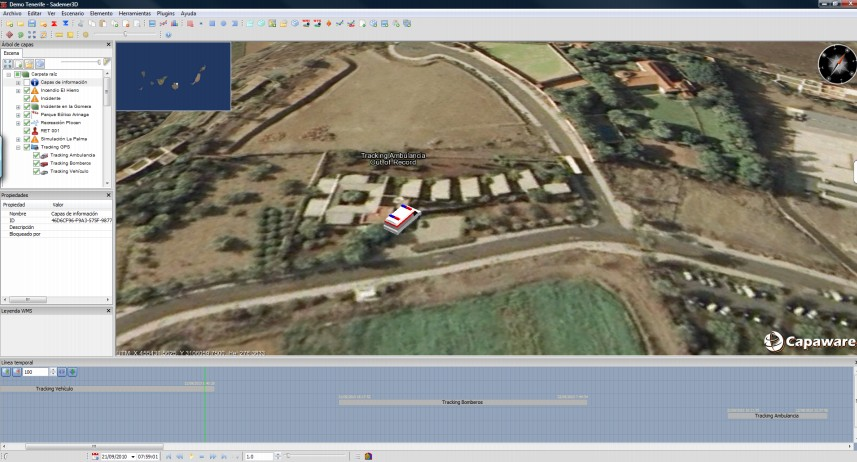 Demo Tenerife - Sademer3D
Archivo Editar Ver Escenario Elemento Herramientas Plugins Ayuda
Árbol de capas
Escena
Carpeta raíz
Capas de información
Incendio El Hierro
Incidente
Incidente en la Gomera
Parque Eólico Arinaga
Recreación Plocan
RET 001
Simulación La Palma
Tracking GPS
Tracking Ambulancia
Tracking Bomberos
Tracking Vehículo
Propiedades
Propiedad Valor
Nombre Capas de información
ID
Descripción
Bloqueado por
Leyenda WMS
Tracking Ambulancia
Out of Record
Capaware
Línea temporal
100
Tracking Vehículo
Tracking Bomberos
Tracking Ambulancia
21/09/2010 07:59:01 1.0